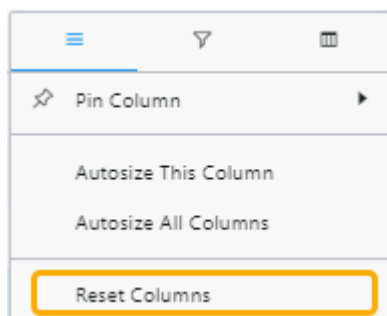 Pin Column
Autosize This Column
Autosize All Columns
Reset Columns